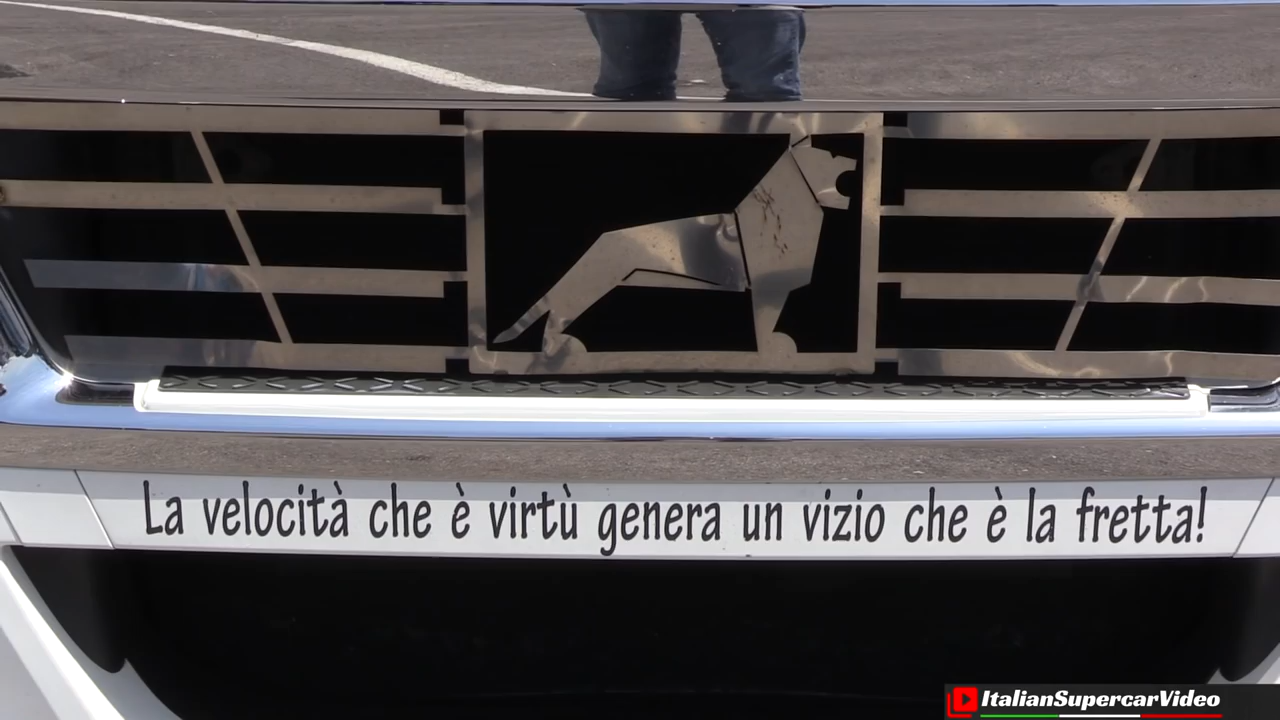 La velocità che è virtù genera un vizio che è la fretta!
ItalianSupercarVideo